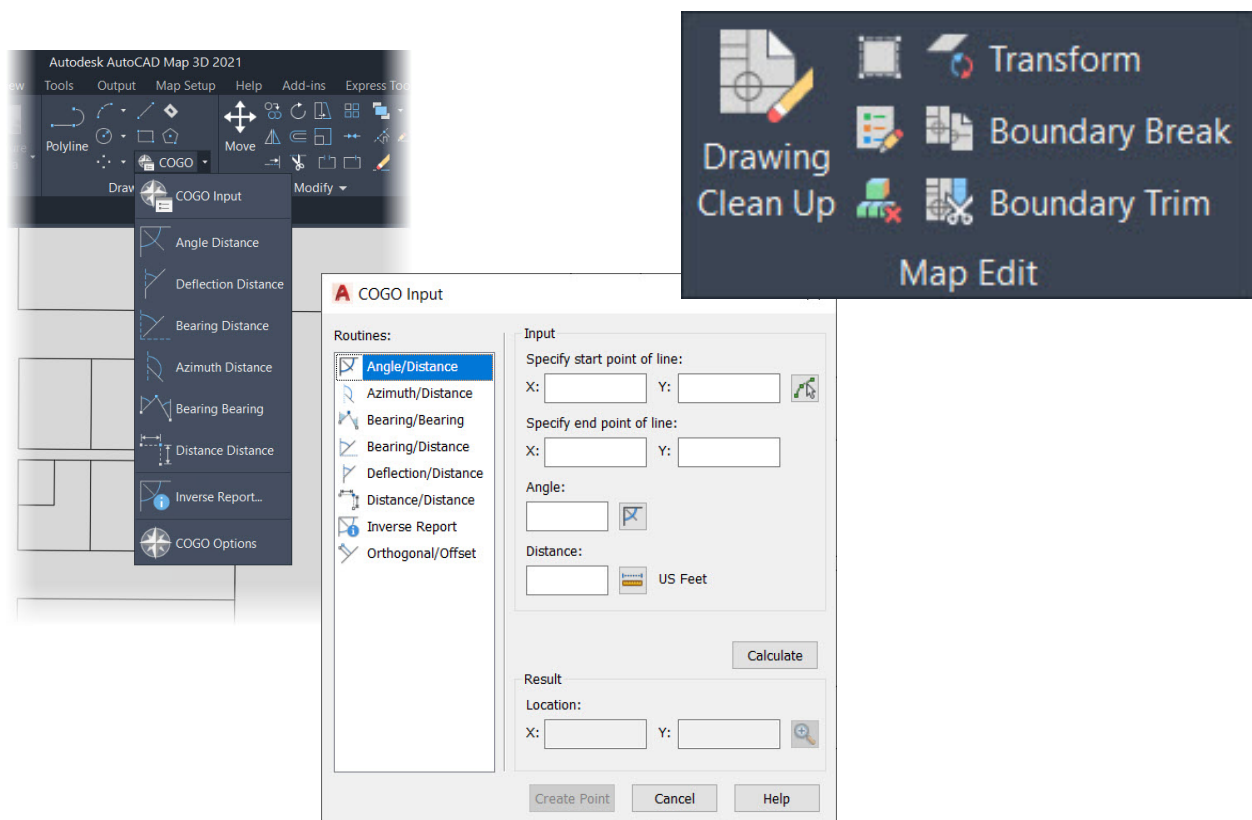 Autodesk AutoCAD Map 3D 2021
Tools Output Map Setup Help Add-ins Express
Polyline
COGO
Move
Modify
COGO Input
Angle Distance
Deflection Distance
Bearing Distance
Azimuth Distance
Bearing Bearing
Distance Distance
Inverse Report...
COGO Options
Drawing
Clean Up
Transform
Boundary Break
Boundary Trim
Map Edit
COGO Input
Routines:
Angle/Distance
Azimuth/Distance
Bearing/Bearing
Bearing/Distance
Deflection/Distance
Distance/Distance
Inverse Report
Orthogonal/Offset
Input
Specify start point of line:
X: Y:
Specify end point of line:
X: Y:
Angle:
Distance:
US Feet
Calculate
Result
Location:
X: Y:
Create Point Cancel Help